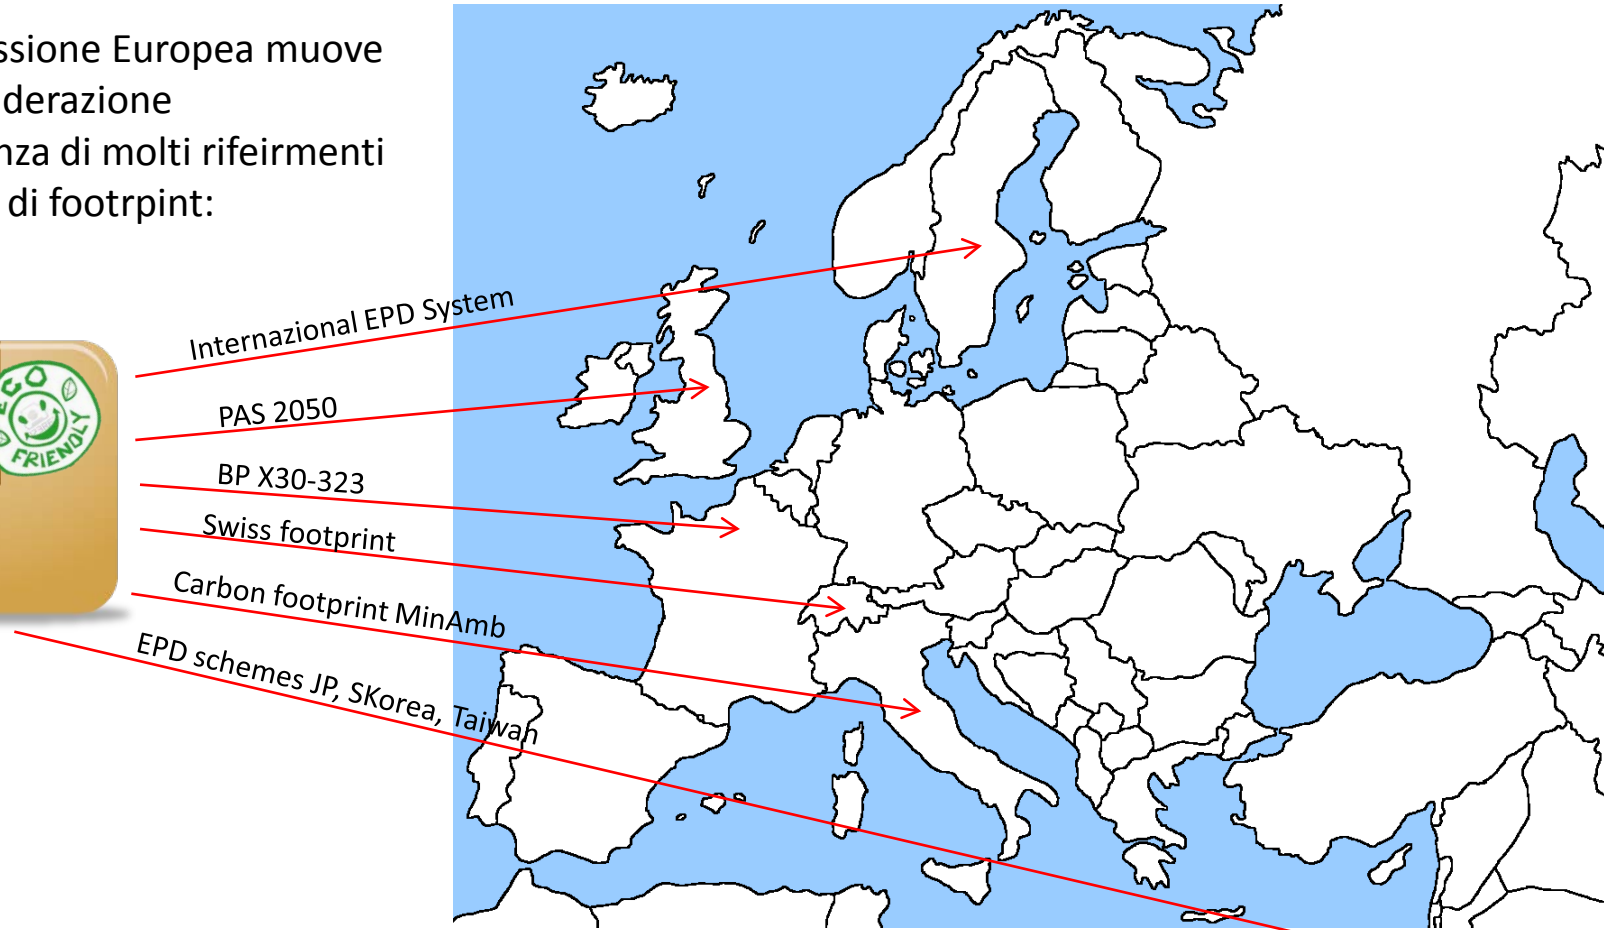 ssione Europea muove
derazione
nza di molti rifeirmenti
di footrpint:
Internazional EPD System
PAS 2050
BP X30-323
Swiss footprint
Carbon footprint MinAmb
EPD schemes JP, SKorea, Taiwan
ECO
FRIENDLY